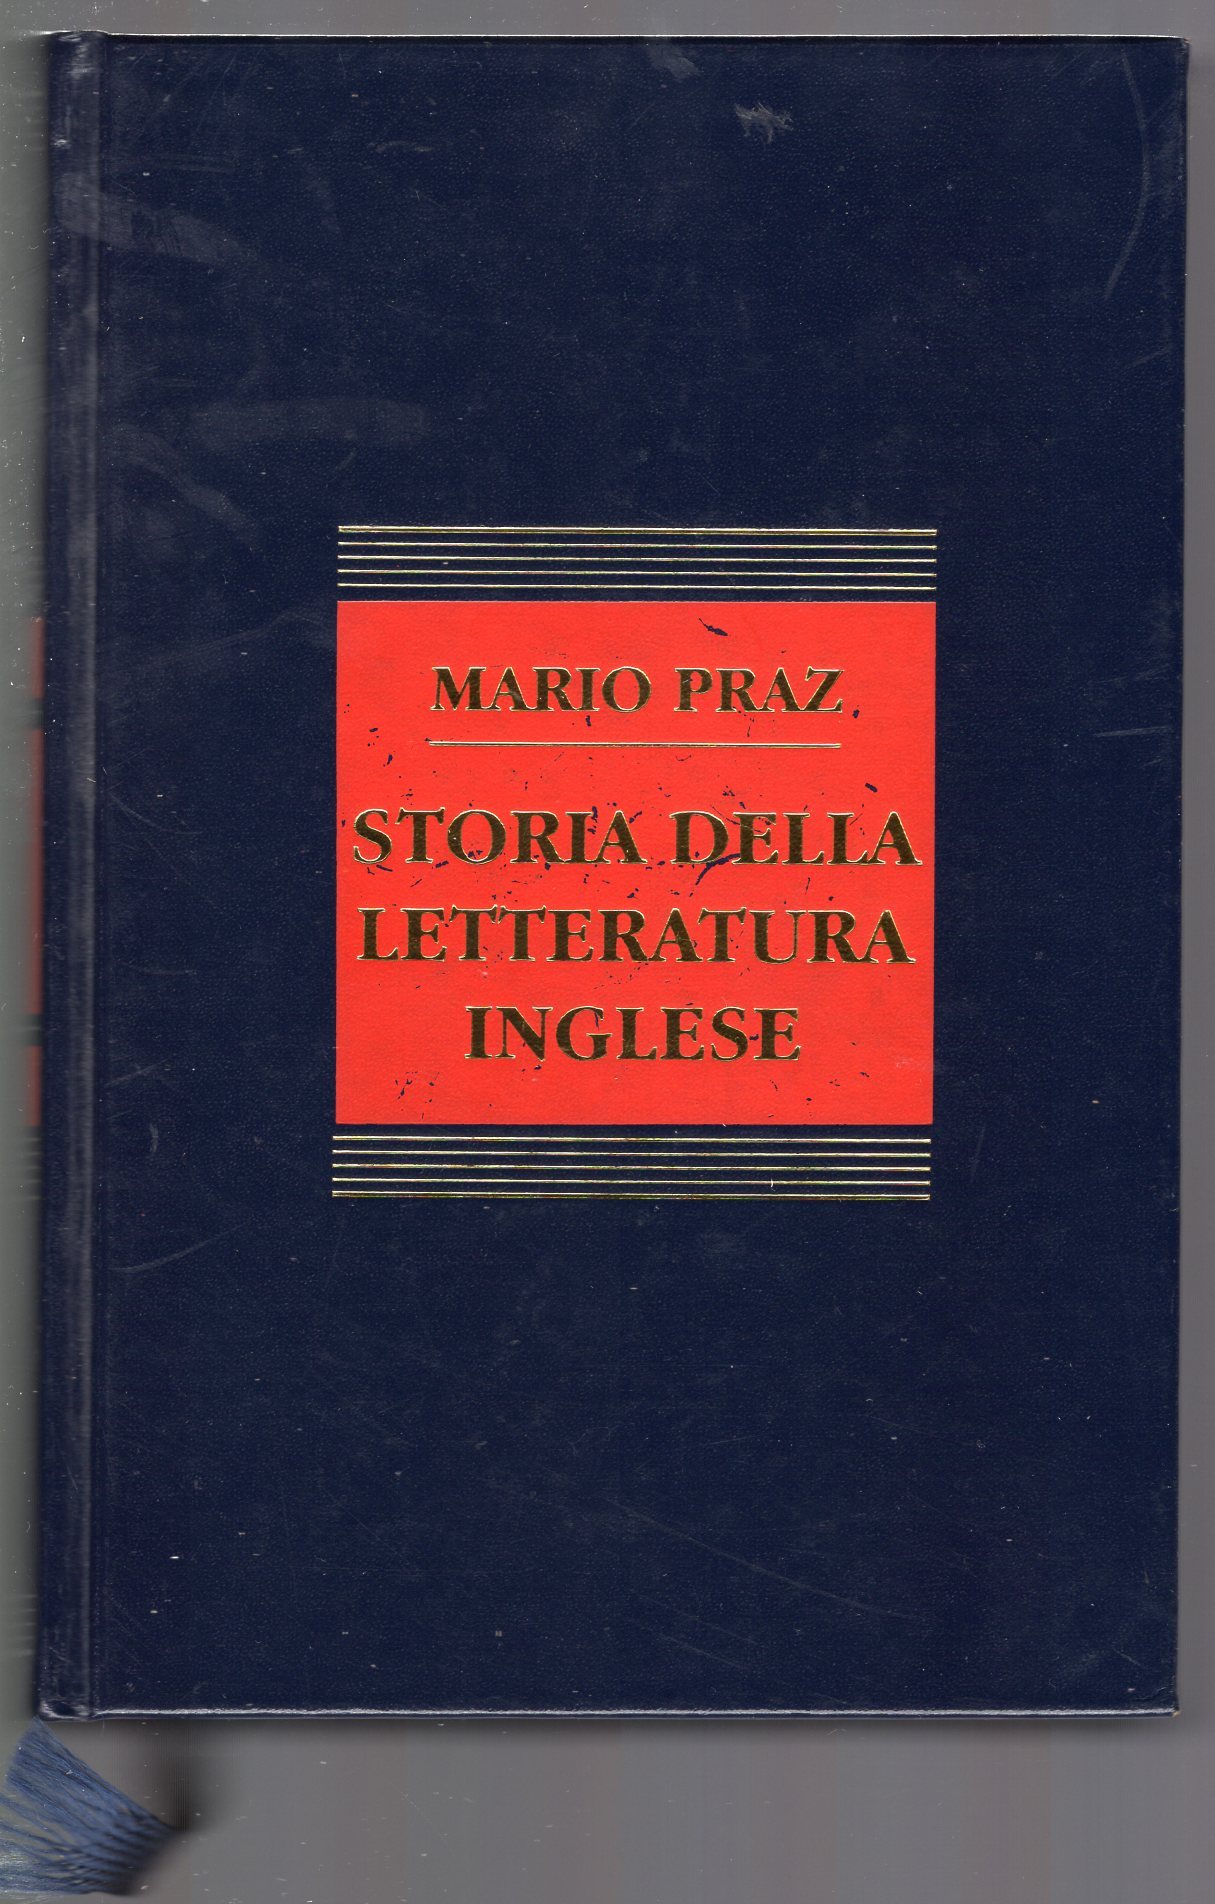 MARIO PRAZ
STORIA DELLA
LETTERATURA
INGLESE